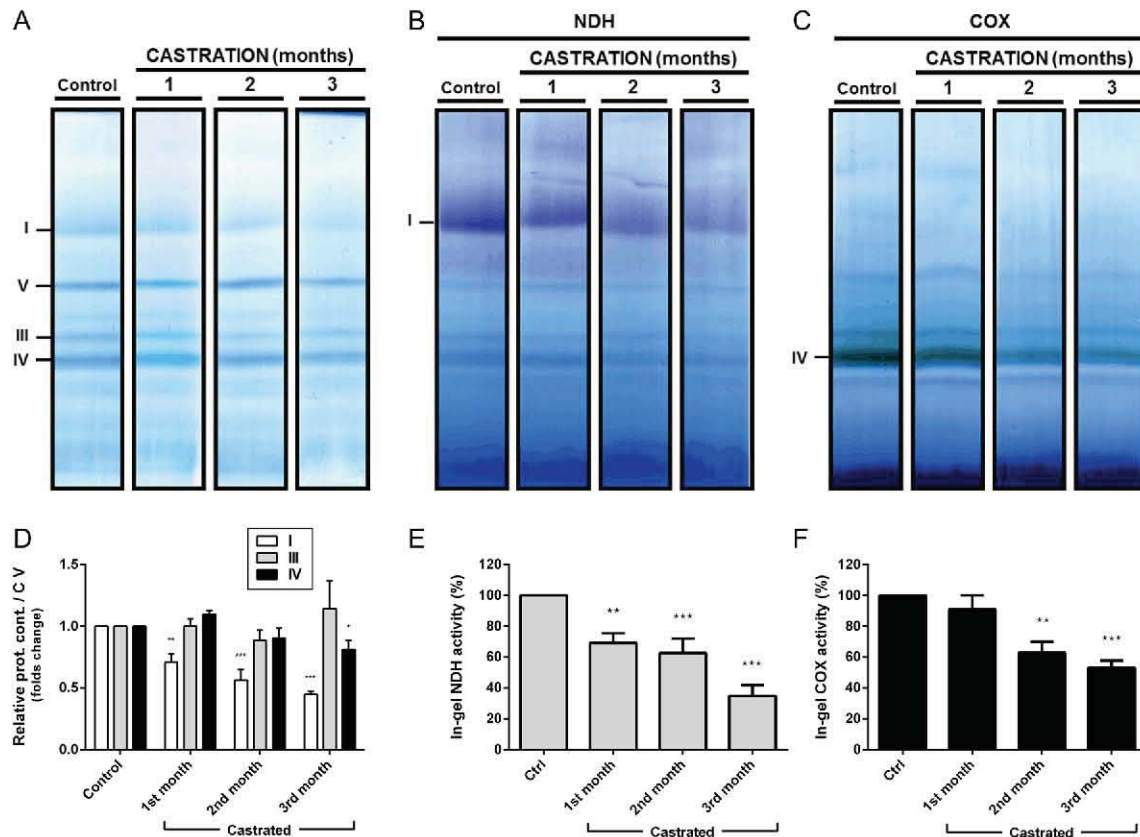 A
CASTRATION (months)
Control 1 2 3
I
V
III
IV
B
NDH
CASTRATION (months)
Control 1 2 3
I
C
COX
CASTRATION (months)
Control 1 2 3
IV
D
Relative prot. cont. / C V
(folds change)
1.5
1.0
0.5
0.0
I
III
IV
**
***
***
*
Control 1st month 2nd month 3rd month
Castrated
E
In-gel NDH activity (%)
120
100
80
60
40
20
0
**
***
***
Ctrl 1st month 2nd month 3rd month
Castrated
F
In-gel COX activity (%)
120
100
80
60
40
20
0
**
***
Ctrl 1st month 2nd month 3rd month
Castrated